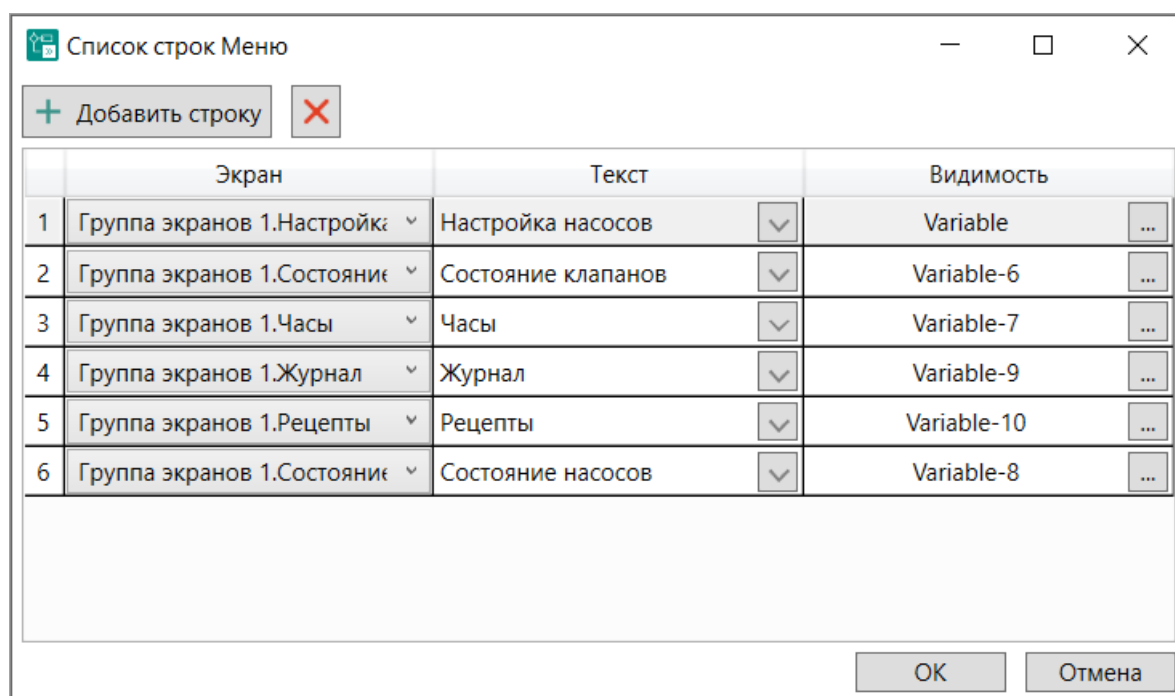 Список строк Меню
Добавить строку
Экран Текст Видимость
1 Группа экранов 1.Настройка Настройка насосов Variable ...
2 Группа экранов 1.Состояние Состояние клапанов Variable-6 ...
3 Группа экранов 1.Часы Часы Variable-7 ...
4 Группа экранов 1.Журнал Журнал Variable-9 ...
5 Группа экранов 1.Рецепты Рецепты Variable-10 ...
6 Группа экранов 1.Состояние Состояние насосов Variable-8 ...
OK Отмена